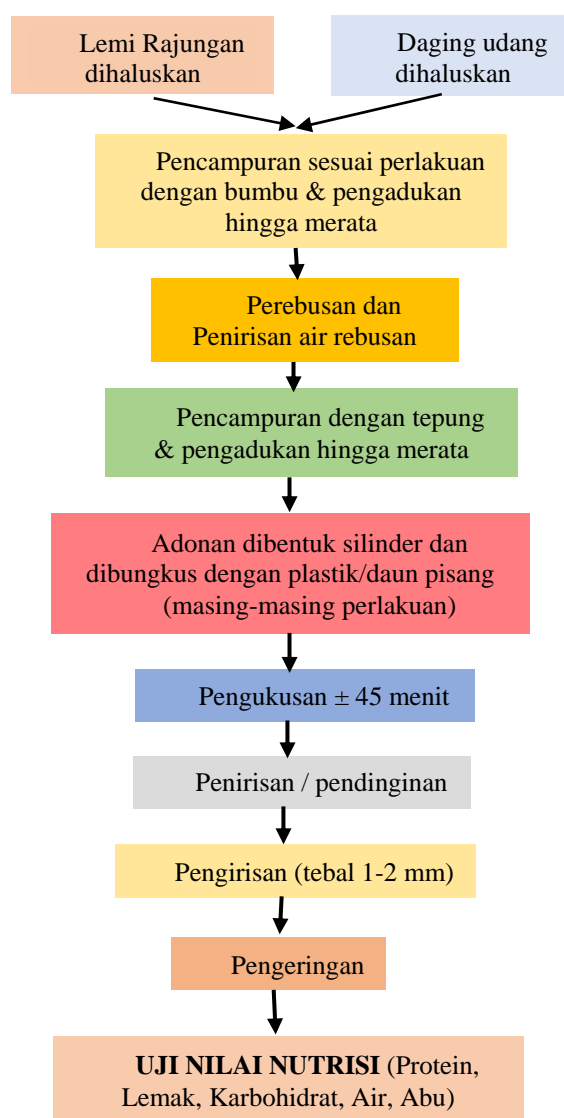 Lemi Rajungan
dihaluskan
Daging udang
dihaluskan
Pencampuran sesuai perlakuan
dengan bumbu & pengadukan
hingga merata
Perebusan dan
Penirisan air rebusan
Pencampuran dengan tepung
& pengadukan hingga merata
Adonan dibentuk silinder dan
dibungkus dengan plastik/daun pisang
(masing-masing perlakuan)
Pengukusan ± 45 menit
Penirisan / pendinginan
Pengirisan (tebal 1-2 mm)
Pengeringan
UJI NILAI NUTRISI (Protein,
Lemak, Karbohidrat, Air, Abu)